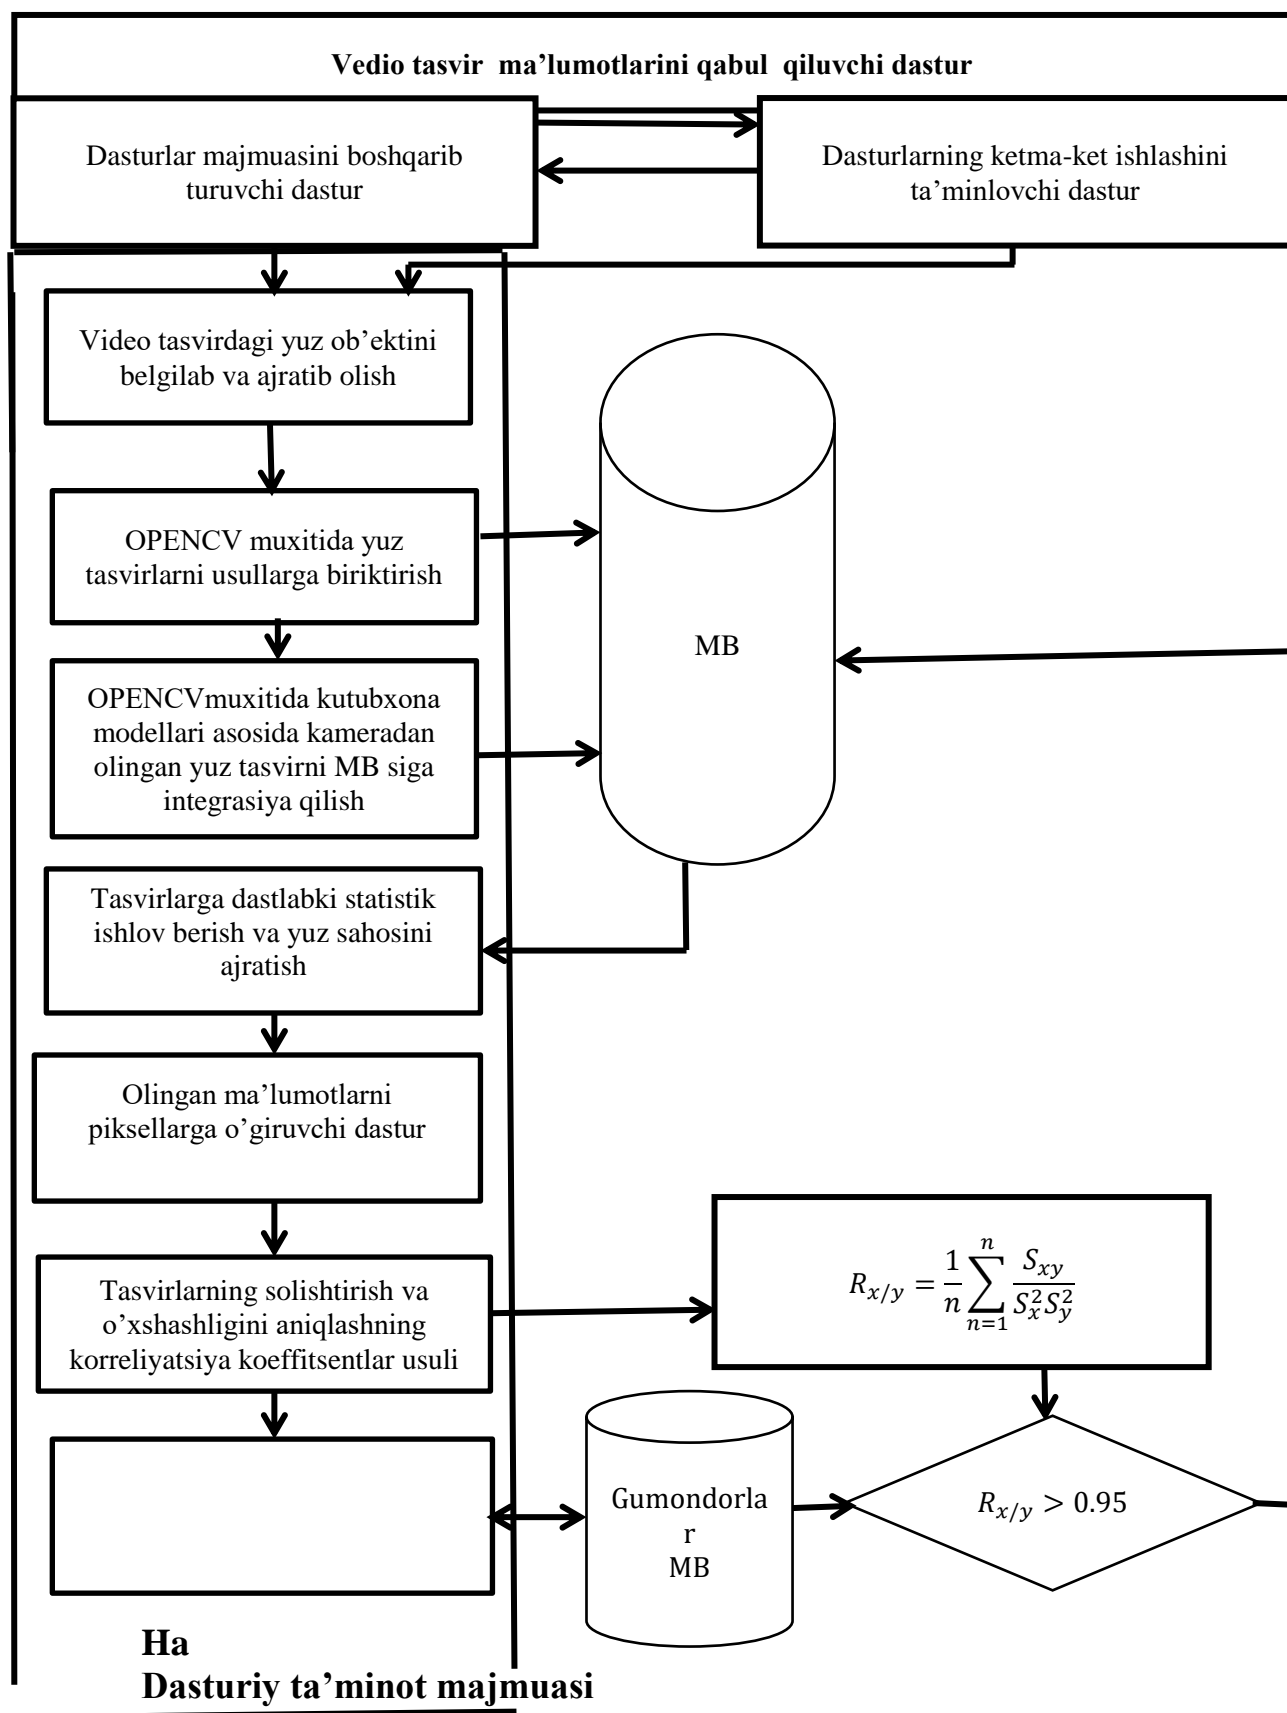 Vedio tasvir ma’lumotlarini qabul qiluvchi dastur
Dasturlar majmuasini boshqarib
turuvchi dastur
Dasturlarning ketma-ket ishlashini
ta’minlovchi dastur
Video tasvirdagi yuz ob’ektini
belgilab va ajratib olish
OPENCV muxitida yuz
tasvirlarni usullarga biriktirish
MB
OPENCVmuxitida kutubxona
modellari asosida kameradan
olingan yuz tasvirni MB siga
integrasiya qilish
Tasvirlarga dastlabki statistik
ishlov berish va yuz sahosini
ajratish
Olingan ma’lumotlarni
piksellarga o’giruvchi dastur
Tasvirlarning solishtirish va
o’xshashligini aniqlashning
korreliyatsiya koeffitsentlar usuli
$R_{x/y} = \frac{1}{n} \sum_{n=1}^{n} \frac{S_{xy}}{S_x^2 S_y^2}$
Gumondorla
r
MB
$R_{x/y} > 0.95$
Ha
Dasturiy ta’minot majmuasi